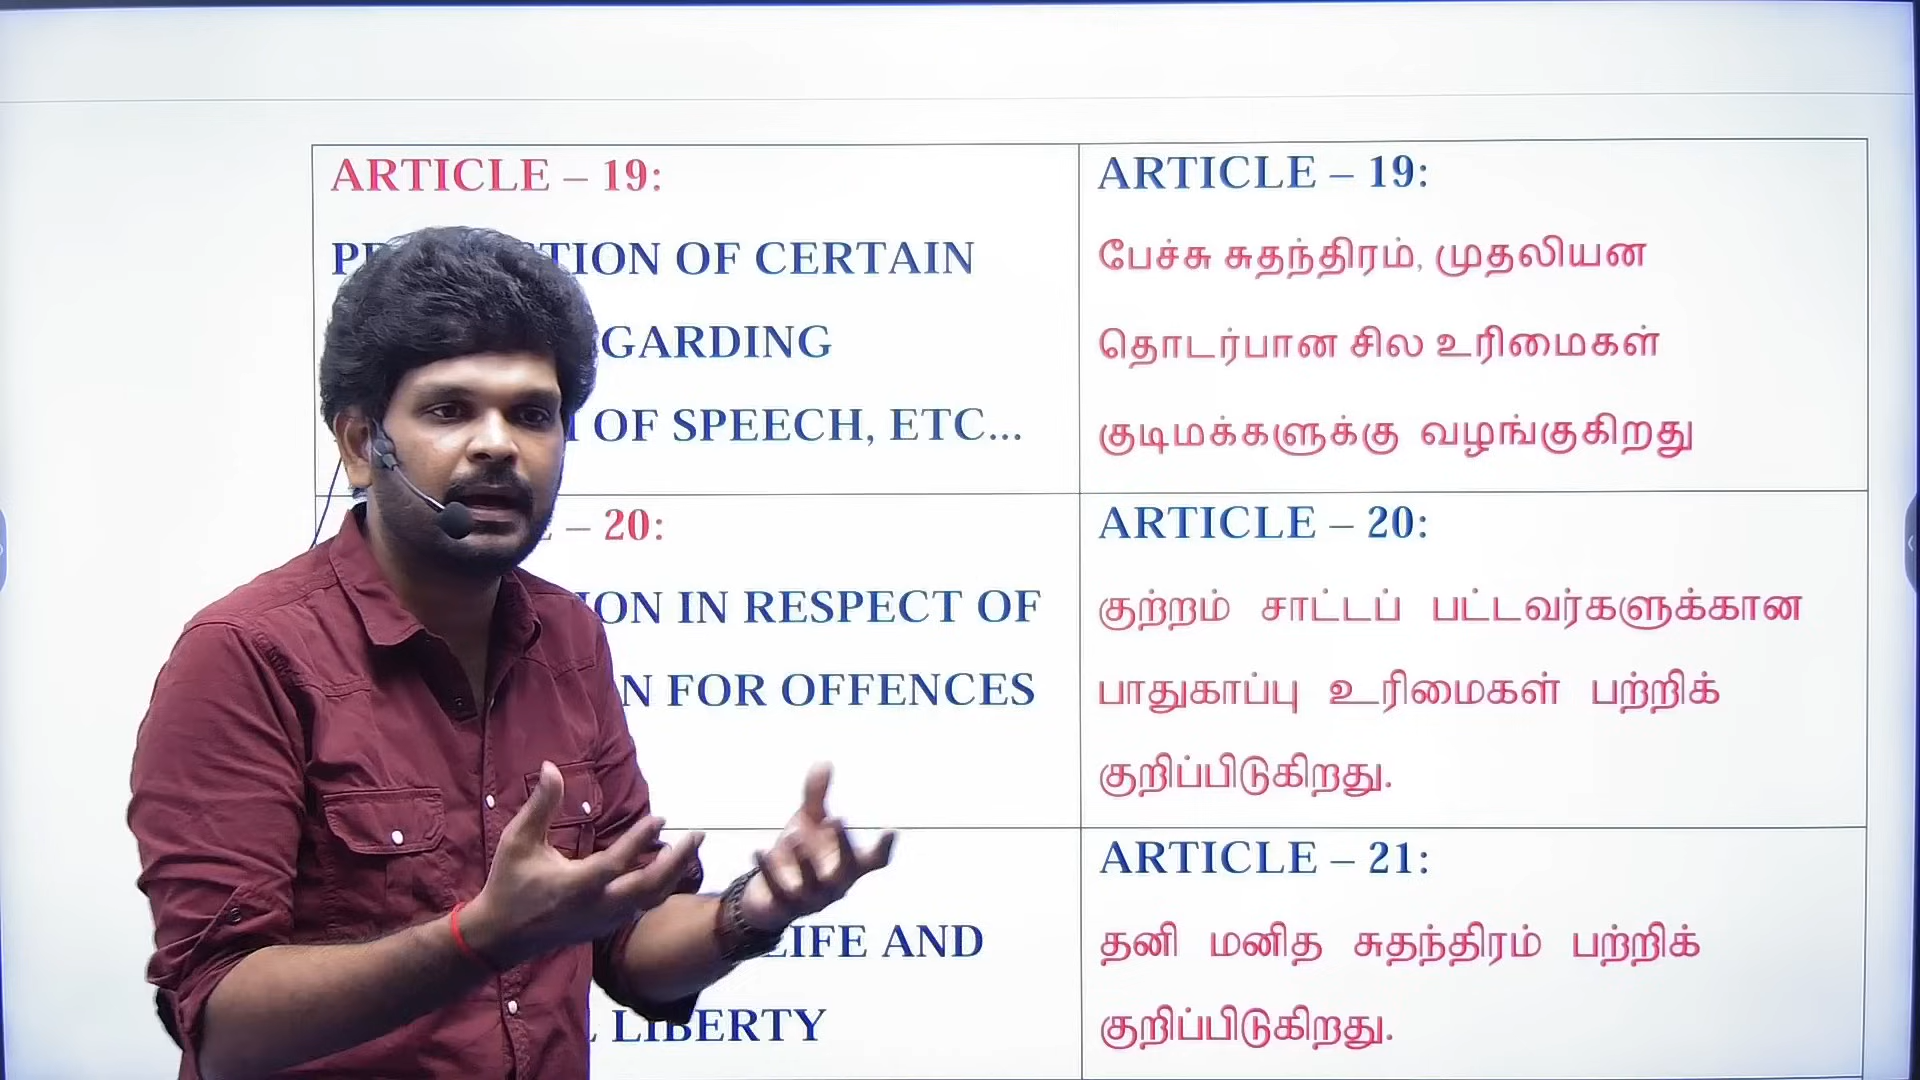 ARTICLE – 19:
TION OF CERTAIN
GARDING
OF SPEECH, ETC...
– 20:
ION IN RESPECT OF
N FOR OFFENCES
LIFE AND
LIBERTY
ARTICLE – 19:
பேச்சு சுதந்திரம், முதலியன
தொடர்பான சில உரிமைகள்
குடிமக்களுக்கு வழங்குகிறது
ARTICLE – 20:
குற்றம் சாட்டப் பட்டவர்களுக்கான
பாதுகாப்பு உரிமைகள் பற்றிக்
குறிப்பிடுகிறது.
ARTICLE – 21:
தனி மனித சுதந்திரம் பற்றிக்
குறிப்பிடுகிறது.